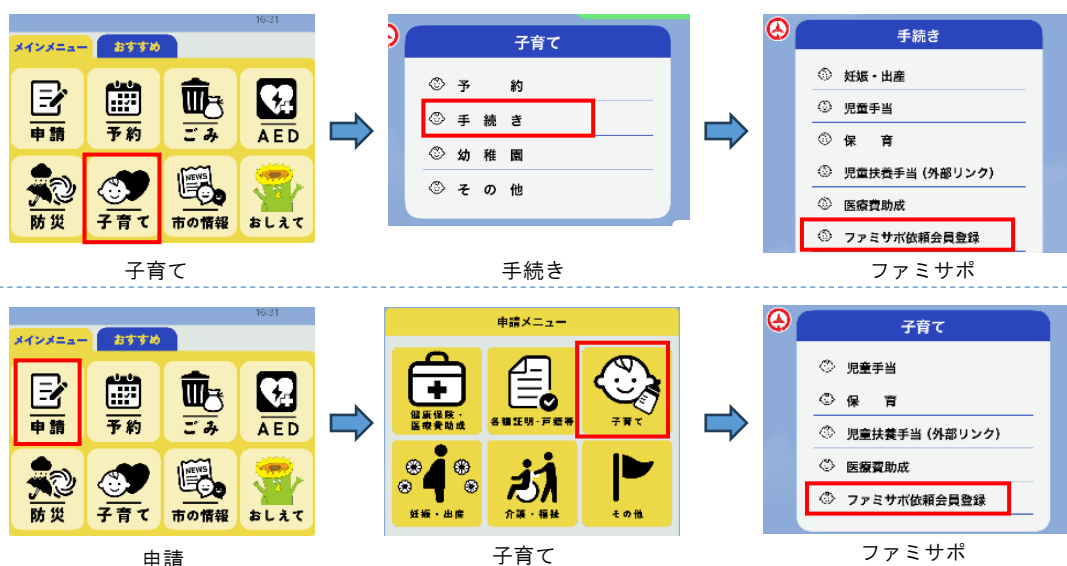 16:31
メインメニュー おすすめ
申請 予約 ごみ AED
NEWS
防災 子育て 市の情報 おしえて
子育て
子育て
予 約
手 続 き
幼 稚 園
そ の 他
手続き
手続き
妊娠・出産
児童手当
保 育
児童扶養手当 (外部リンク)
医療費助成
ファミサポ依頼会員登録
ファミサポ
16:31
メインメニュー おすすめ
申請 予約 ごみ AED
NEWS
防災 子育て 市の情報 おしえて
申請
申請メニュー
健康保険・
医療費助成
各種証明・戸籍等
子育て
妊娠・出産 介護・福祉 その他
子育て
子育て
児童手当
保 育
児童扶養手当 (外部リンク)
医療費助成
ファミサポ依頼会員登録
ファミサポ